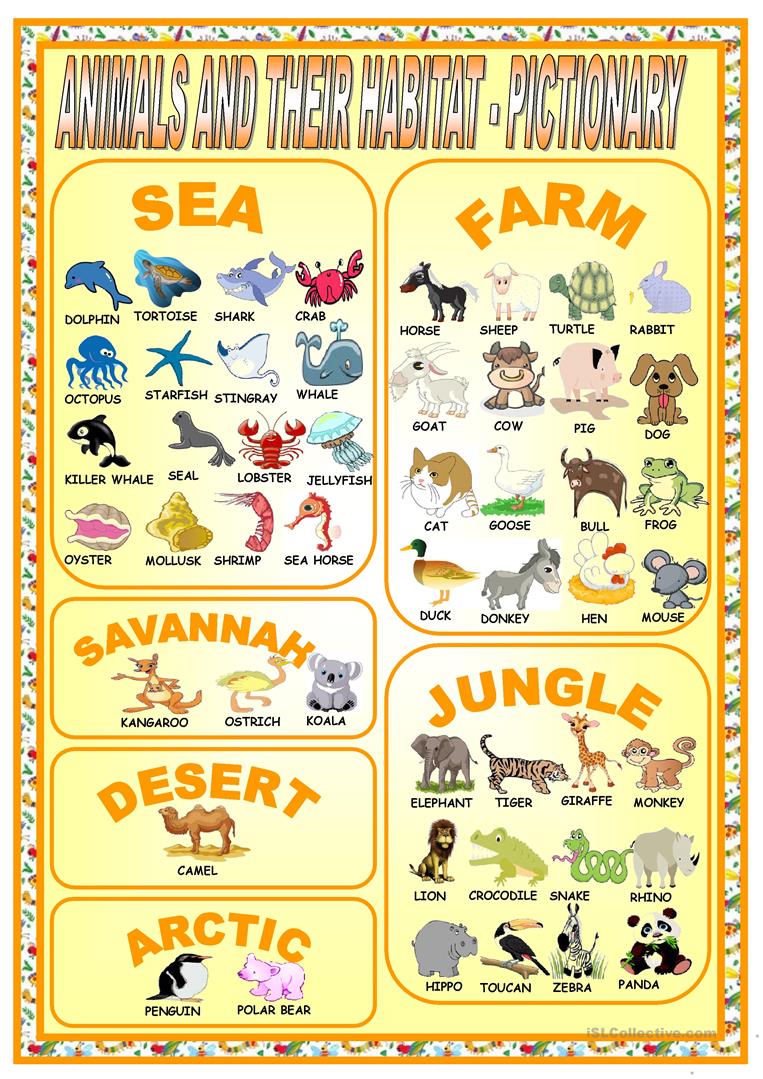 ANIMALS AND THEIR HABITAT - PICTIONARY
SEA
DOLPHIN TORTOISE SHARK CRAB
OCTOPUS STARFISH STINGRAY WHALE
KILLER WHALE SEAL LOBSTER JELLYFISH
OYSTER MOLLUSK SHRIMP SEA HORSE
FARM
HORSE SHEEP TURTLE RABBIT
GOAT COW PIG DOG
CAT GOOSE BULL FROG
DUCK DONKEY HEN MOUSE
SAVANNAH
KANGAROO OSTRICH KOALA
DESERT
CAMEL
ARCTIC
PENGUIN POLAR BEAR
JUNGLE
ELEPHANT TIGER GIRAFFE MONKEY
LION CROCODILE SNAKE RHINO
HIPPO TOUCAN ZEBRA PANDA
iSLCollective.com